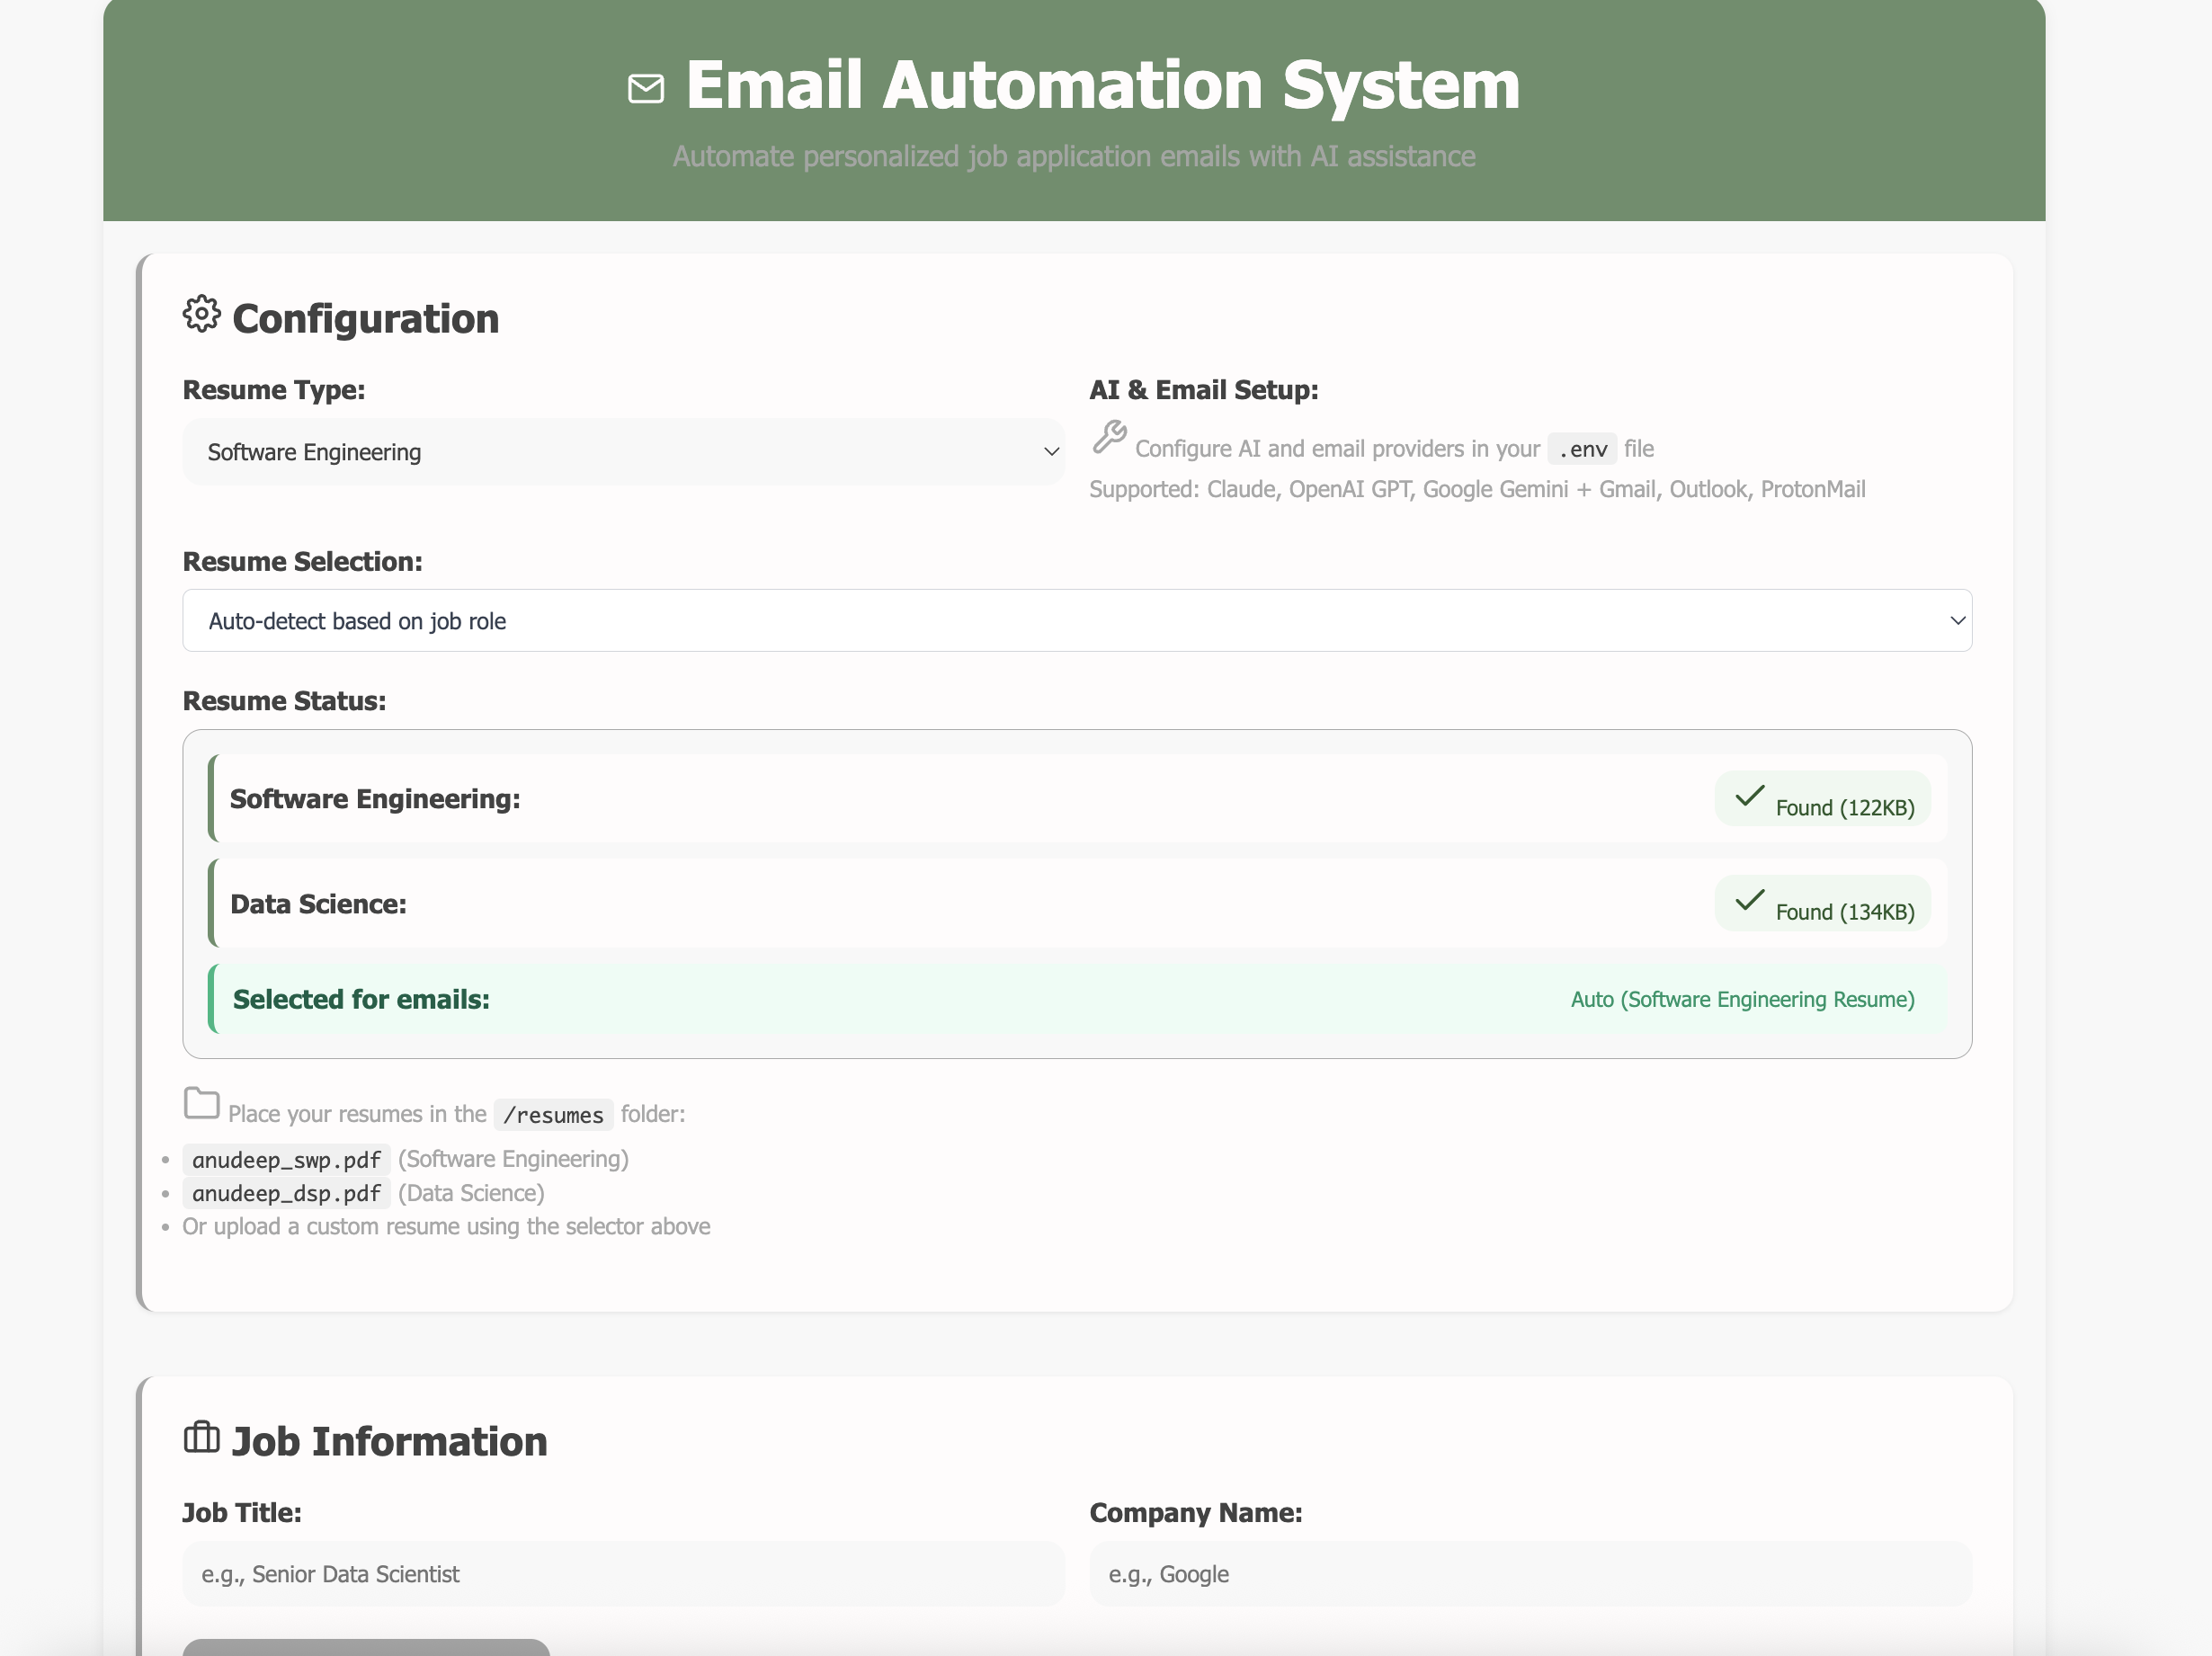 Email Automation System
Automate personalized job application emails with AI assistance
Configuration
Resume Type:
Software Engineering
AI & Email Setup:
Configure AI and email providers in your .env file
Supported: Claude, OpenAI GPT, Google Gemini + Gmail, Outlook, ProtonMail
Resume Selection:
Auto-detect based on job role
Resume Status:
Software Engineering:
Found (122KB)
Data Science:
Found (134KB)
Selected for emails:
Auto (Software Engineering Resume)
Place your resumes in the /resumes folder:
anudeep_swp.pdf (Software Engineering)
anudeep_dsp.pdf (Data Science)
Or upload a custom resume using the selector above
Job Information
Job Title:
e.g., Senior Data Scientist
Company Name:
e.g., Google